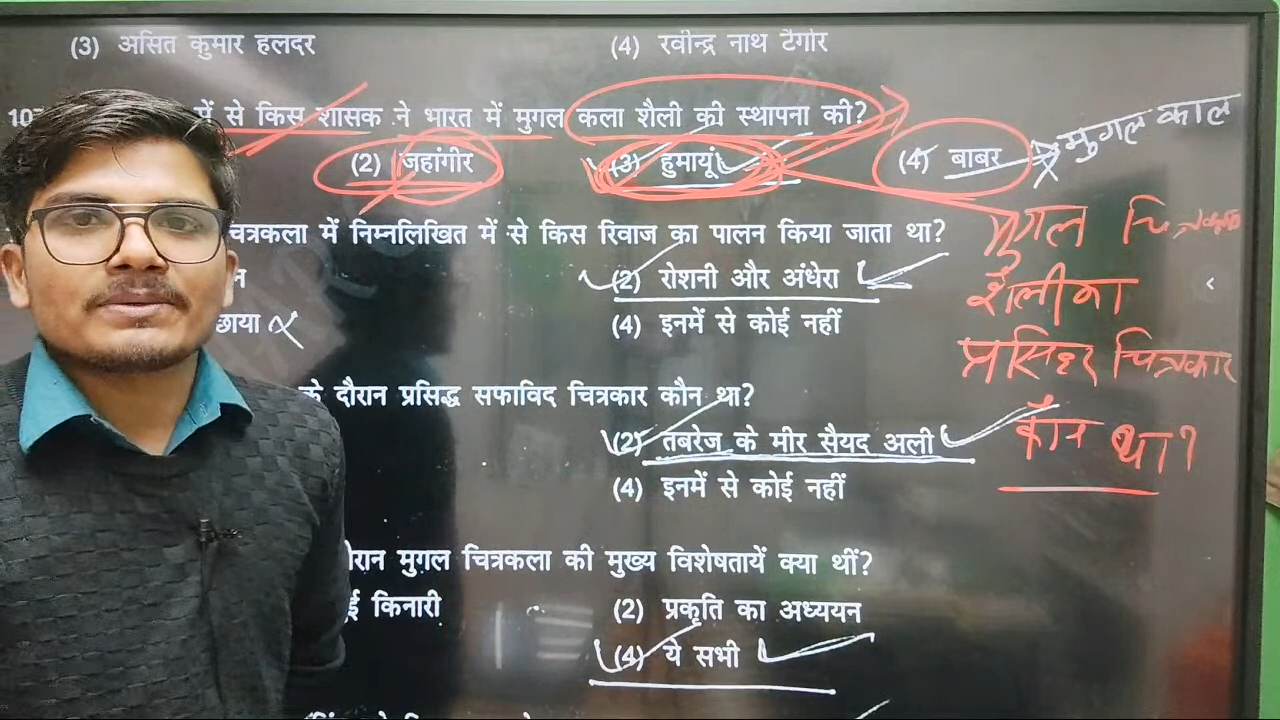 (3) असित कुमार हलदर (4) रवीन्द्र नाथ टैगोर
10 में से किस शासक ने भारत में मुगल कला शैली की स्थापना की?
(2) जहांगीर (3) हुमायूं (4) बाबर मुगल काल
चित्रकला में निम्नलिखित में से किस रिवाज का पालन किया जाता था?
न (2) रोशनी और अंधेरा
छाया (4) इनमें से कोई नहीं
के दौरान प्रसिद्ध सफाविद चित्रकार कौन था?
(2) तबरेज के मीर सैयद अली
(4) इनमें से कोई नहीं
रान मुग़ल चित्रकला की मुख्य विशेषतायें क्या थीं?
ई किनारी (2) प्रकृति का अध्ययन
(4) ये सभी
मुगल
शैली का
प्रसिद्ध चित्रकार
कौन था?